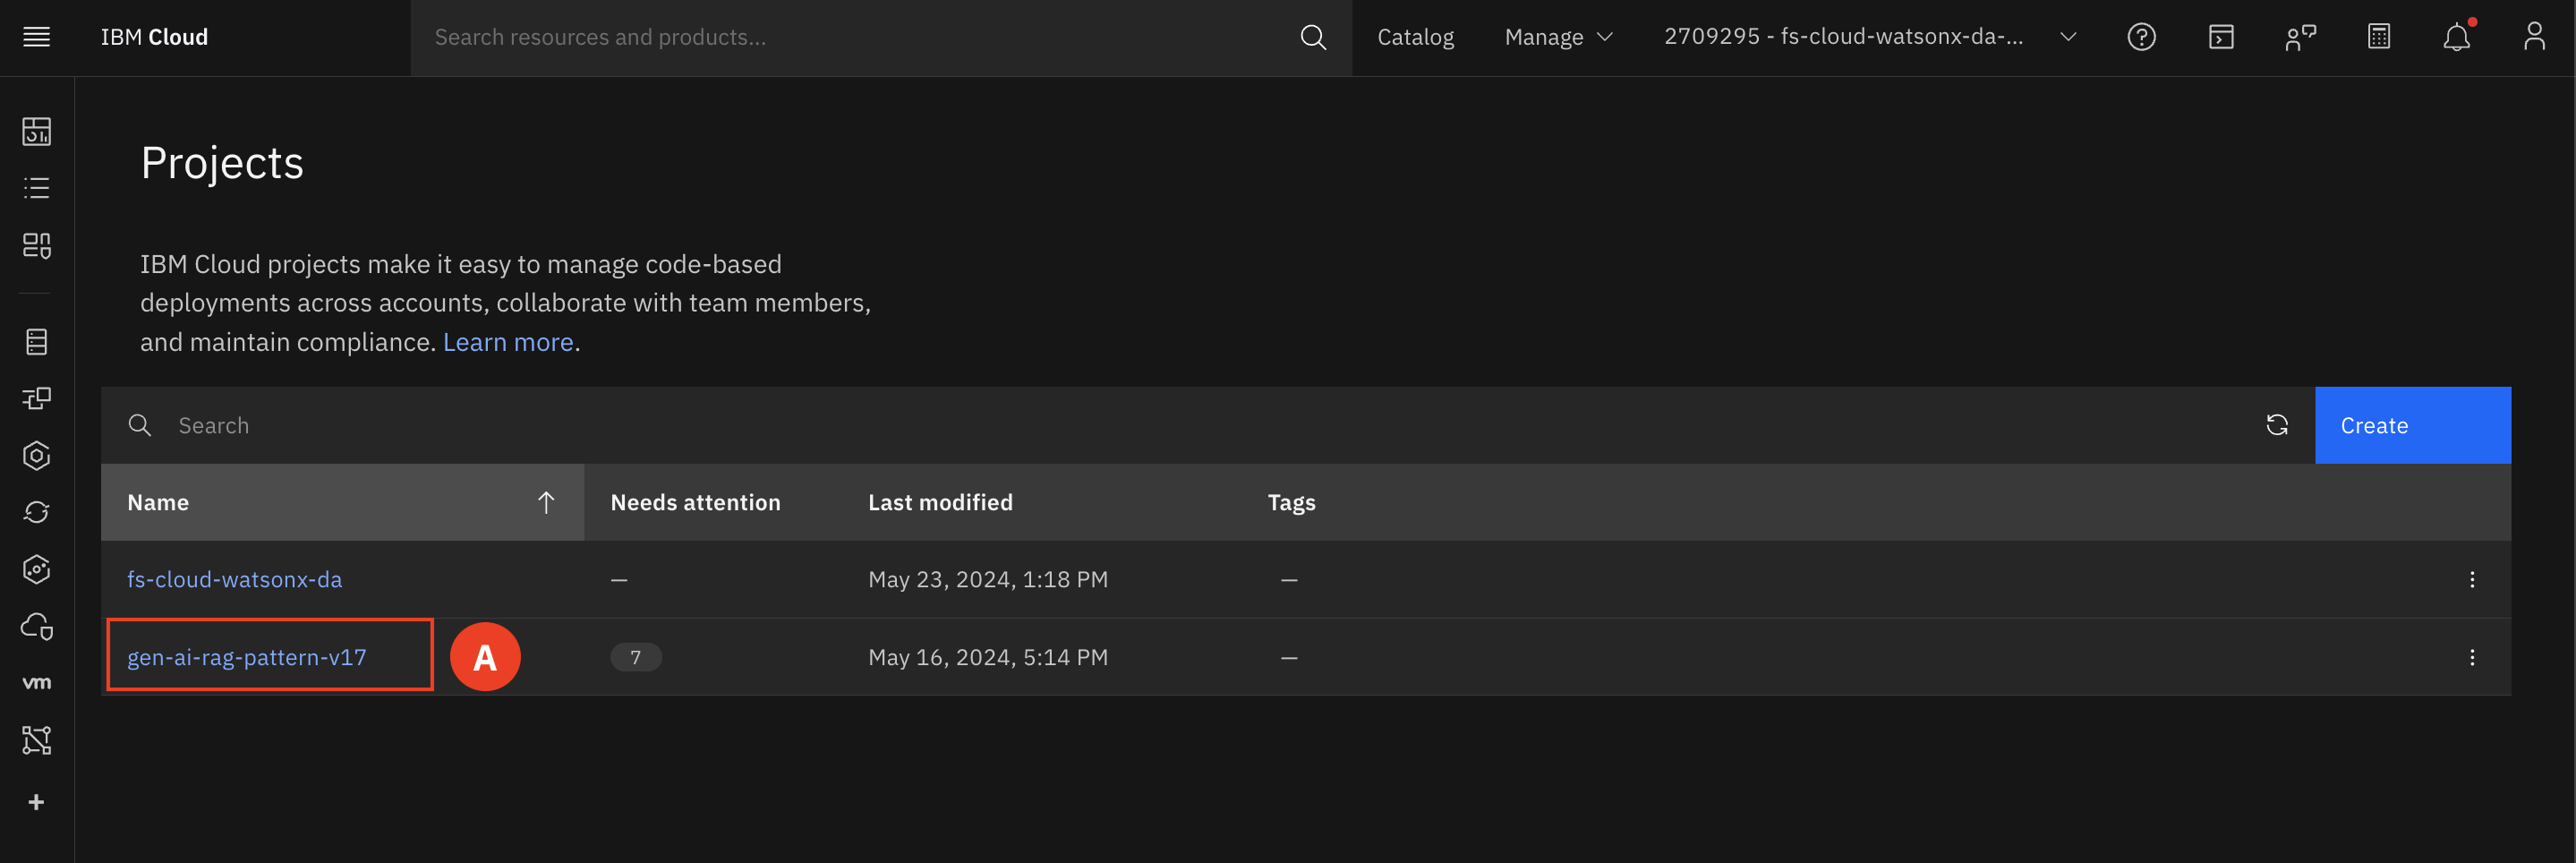 IBM Cloud
Search resources and products...
Catalog
Manage
2709295 - fs-cloud-watsonx-da-...
Projects
IBM Cloud projects make it easy to manage code-based
deployments across accounts, collaborate with team members,
and maintain compliance. Learn more.
Search
Create
Name
Needs attention
Last modified
Tags
fs-cloud-watsonx-da
—
May 23, 2024, 1:18 PM
—
gen-ai-rag-pattern-v17
A
7
May 16, 2024, 5:14 PM
—
vm